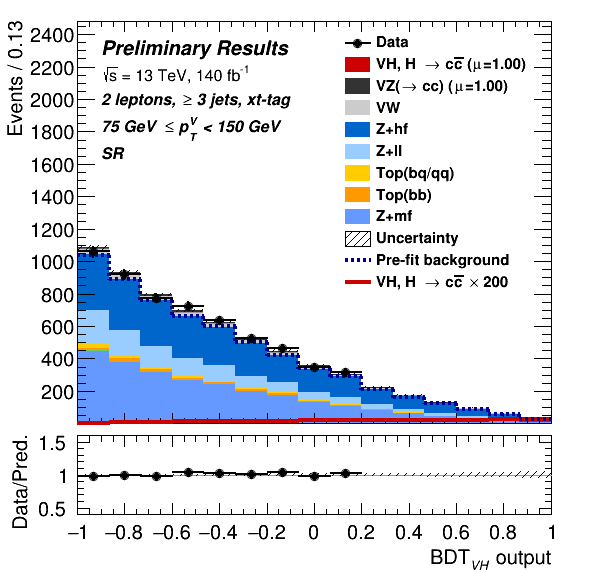 Events / 0.13
2400
2200
2000
1800
1600
1400
1200
1000
800
600
400
200
Preliminary Results
√s = 13 TeV, 140 fb⁻¹
2 leptons, ≥ 3 jets, xt-tag
75 GeV ≤ p_T^V < 150 GeV
SR
Data
VH, H → cc̅ (μ=1.00)
VZ(→ cc) (μ=1.00)
VW
Z+hf
Z+ll
Top(bq/qq)
Top(bb)
Z+mf
Uncertainty
Pre-fit background
VH, H → cc̅ × 200
Data/Pred.
1.5
1
0.5
−1 −0.8 −0.6 −0.4 −0.2 0 0.2 0.4 0.6 0.8 1
BDT_VH output